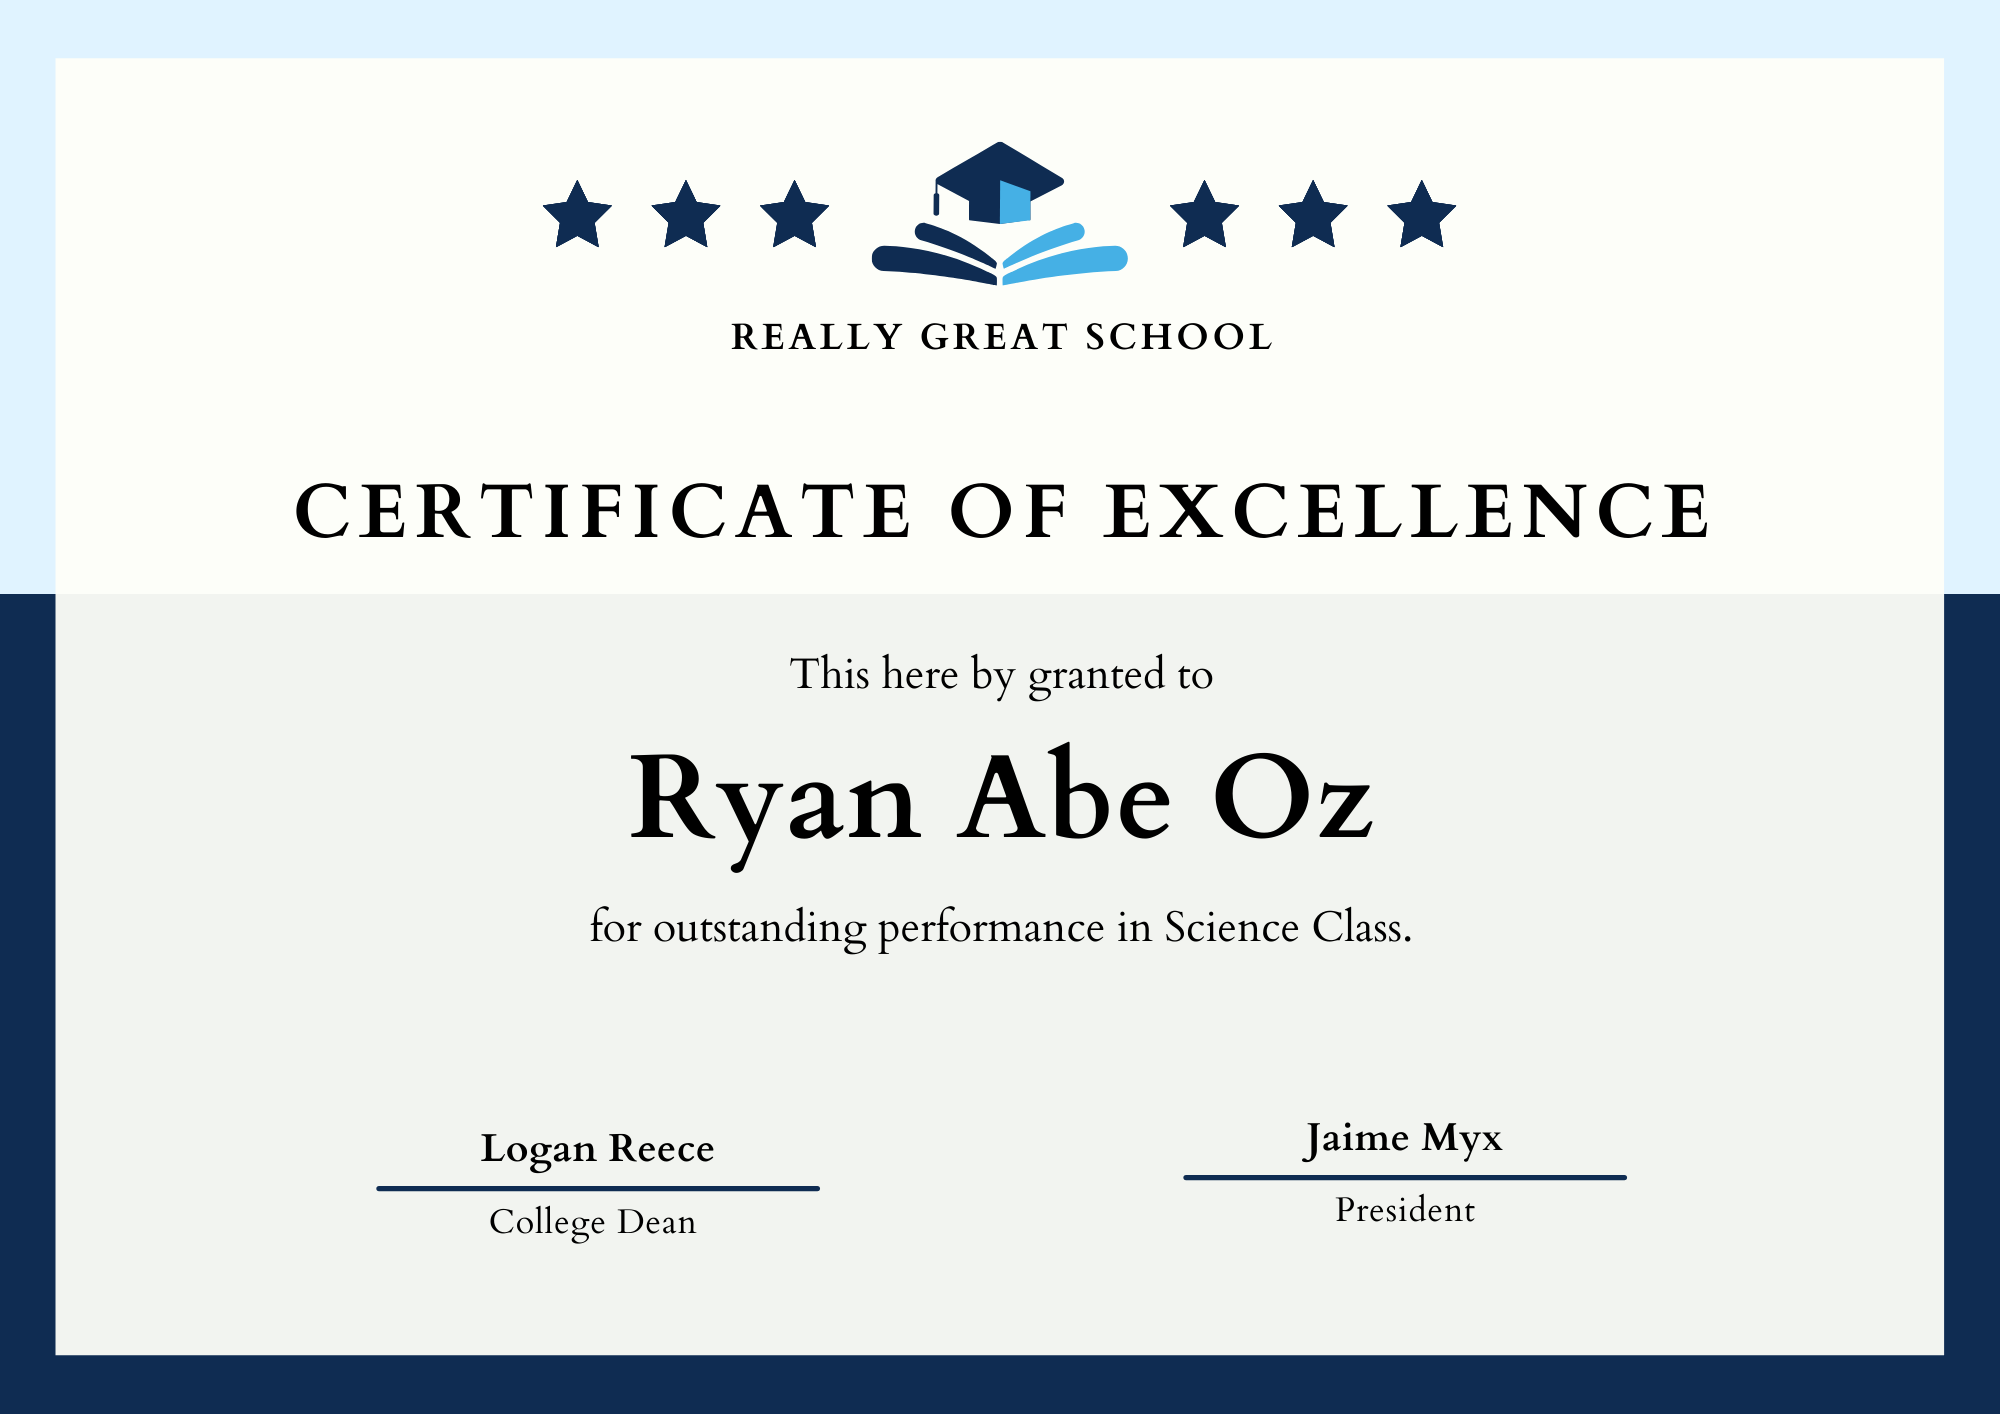 REALLY GREAT SCHOOL
CERTIFICATE OF EXCELLENCE
This here by granted to
Ryan Abe Oz
for outstanding performance in Science Class.
Logan Reece
College Dean
Jaime Myx
President